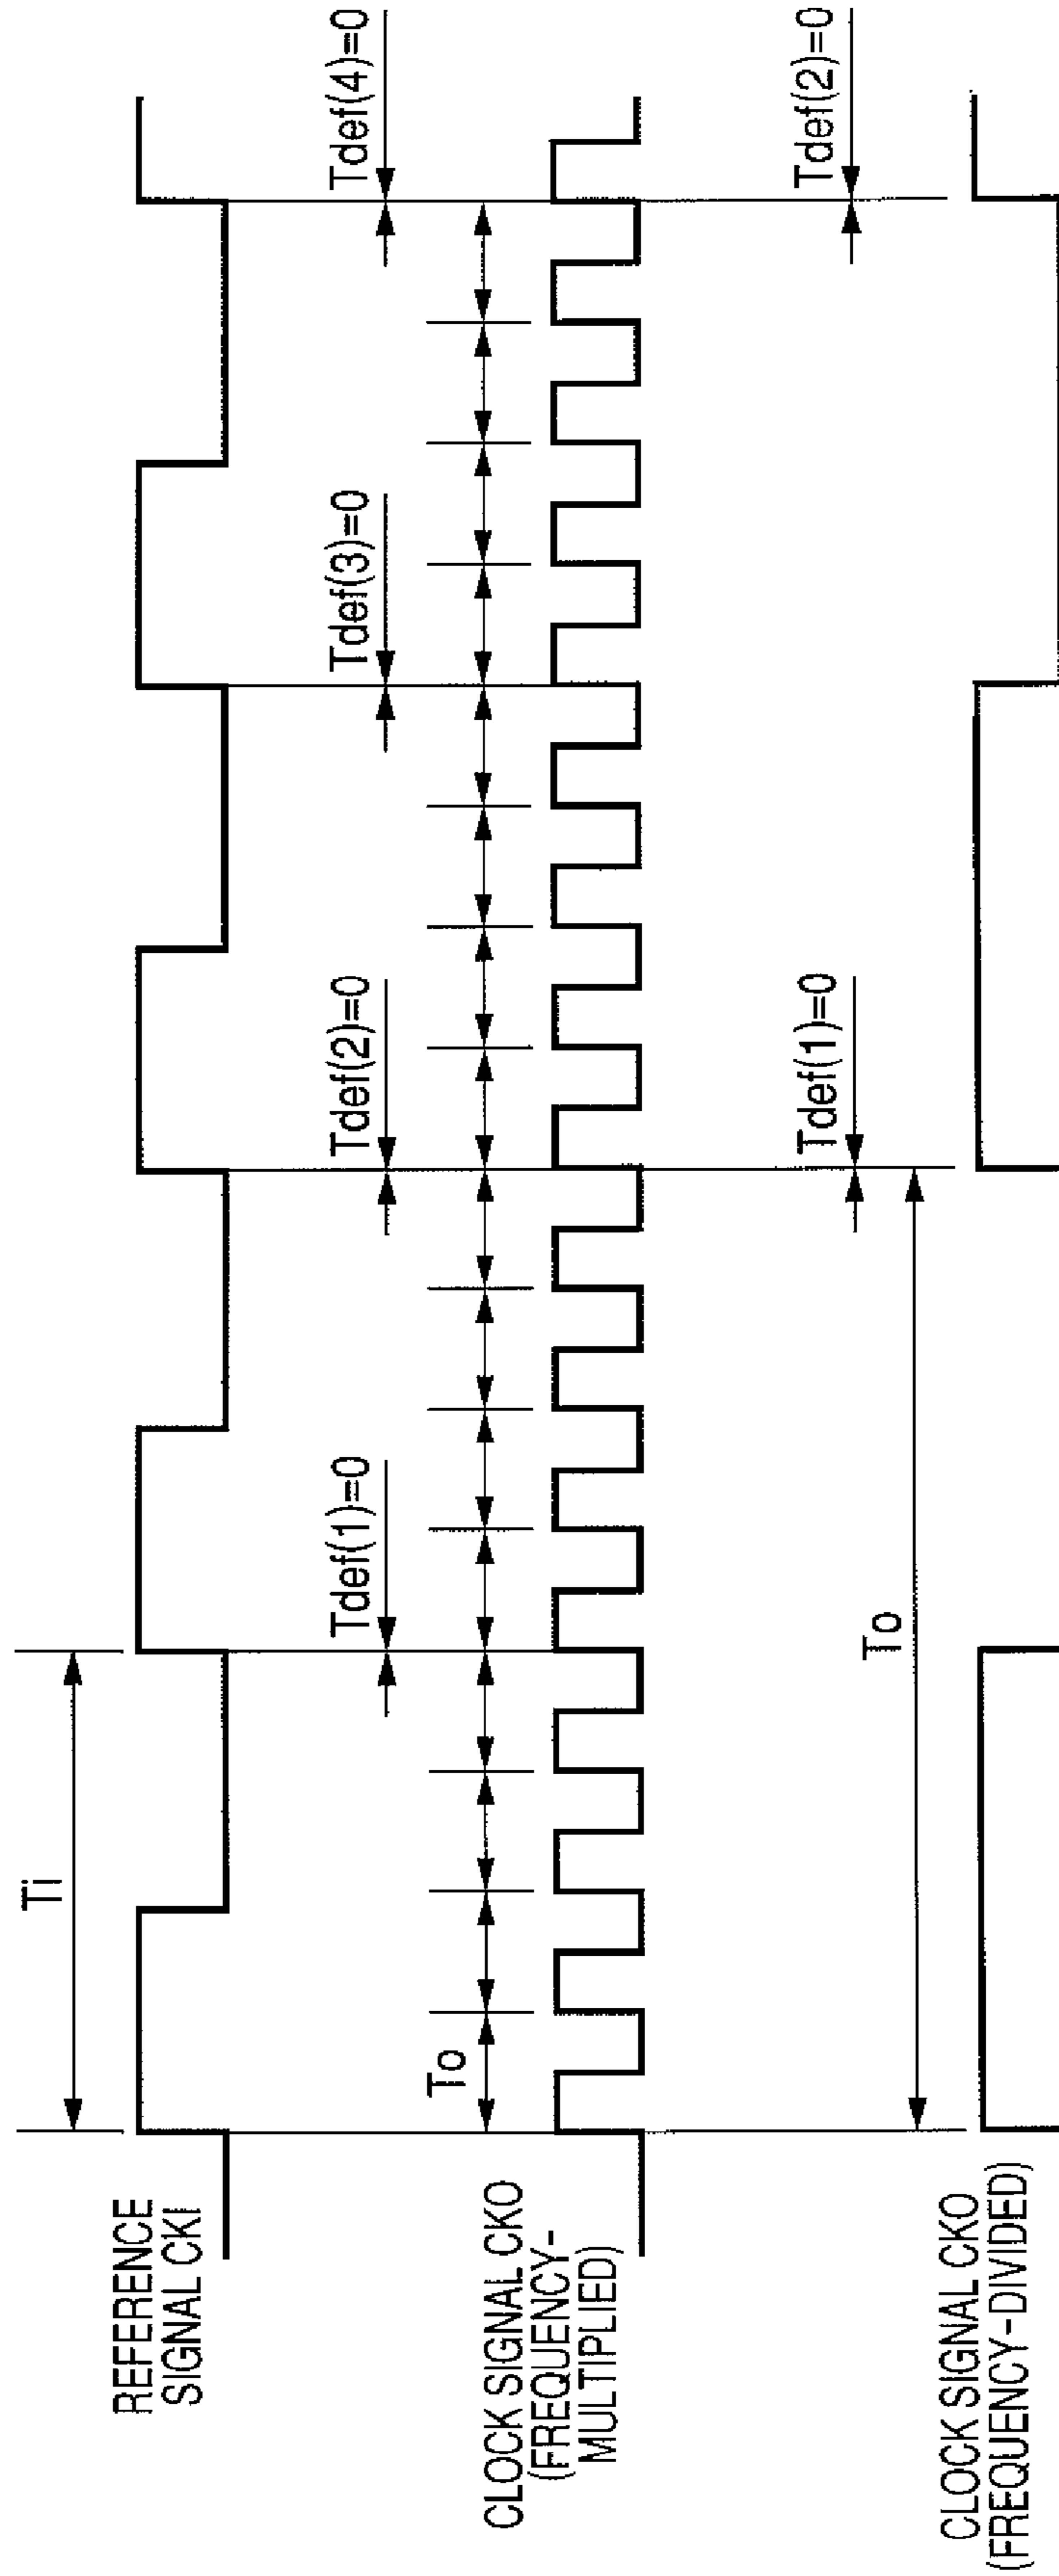 Ti
REFERENCE
SIGNAL CKI
Tdef(1)=0
Tdef(2)=0
Tdef(3)=0
Tdef(4)=0
To
CLOCK SIGNAL CKO
(FREQUENCY-
MULTIPLIED)
Tdef(1)=0
Tdef(2)=0
To
CLOCK SIGNAL CKO
(FREQUENCY-DIVIDED)